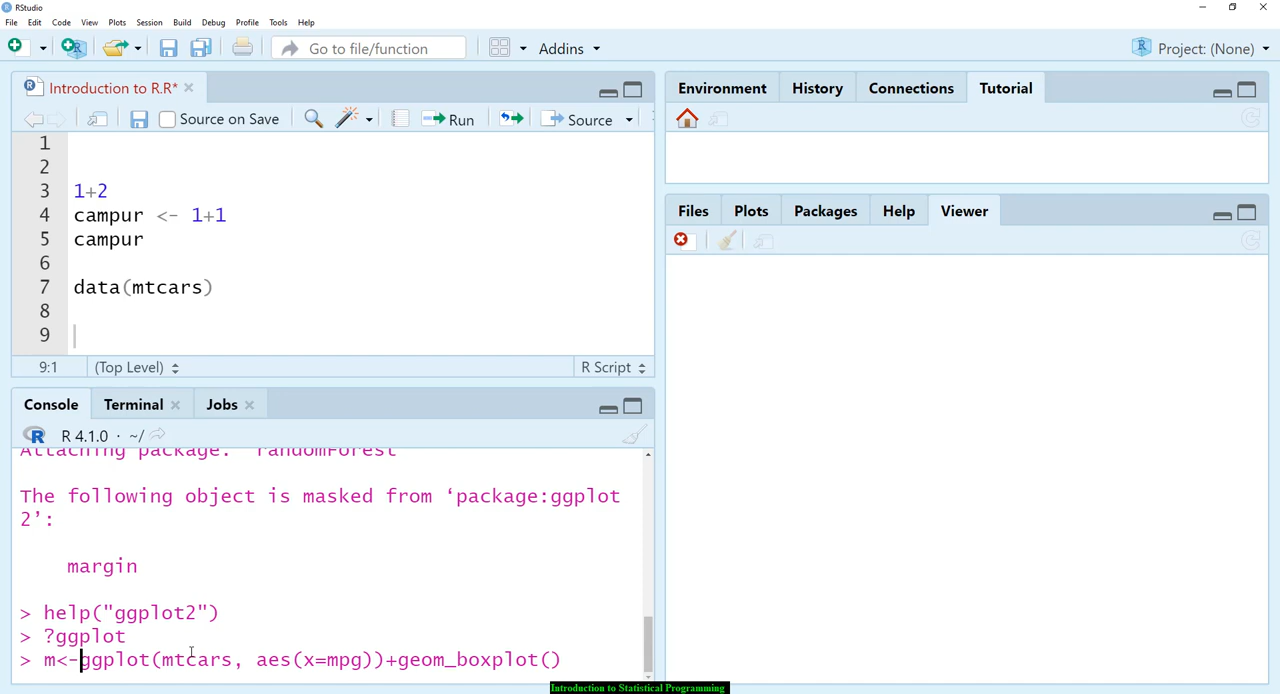 RStudio
File Edit Code View Plots Session Build Debug Profile Tools Help
Go to file/function Addins Project: (None)
Introduction to R.R*
Source on Save Run Source
1
2
3 1+2
4 campur <- 1+1
5 campur
6
7 data(mtcars)
8
9
9:1 (Top Level) R Script
Console Terminal Jobs
R 4.1.0 · ~/
Attaching package: ‘randomForest’
The following object is masked from ‘package:ggplot
2’:
margin
> help("ggplot2")
> ?ggplot
> m<-ggplot(mtcars, aes(x=mpg))+geom_boxplot()
Environment History Connections Tutorial
Files Plots Packages Help Viewer
Introduction to Statistical Programming